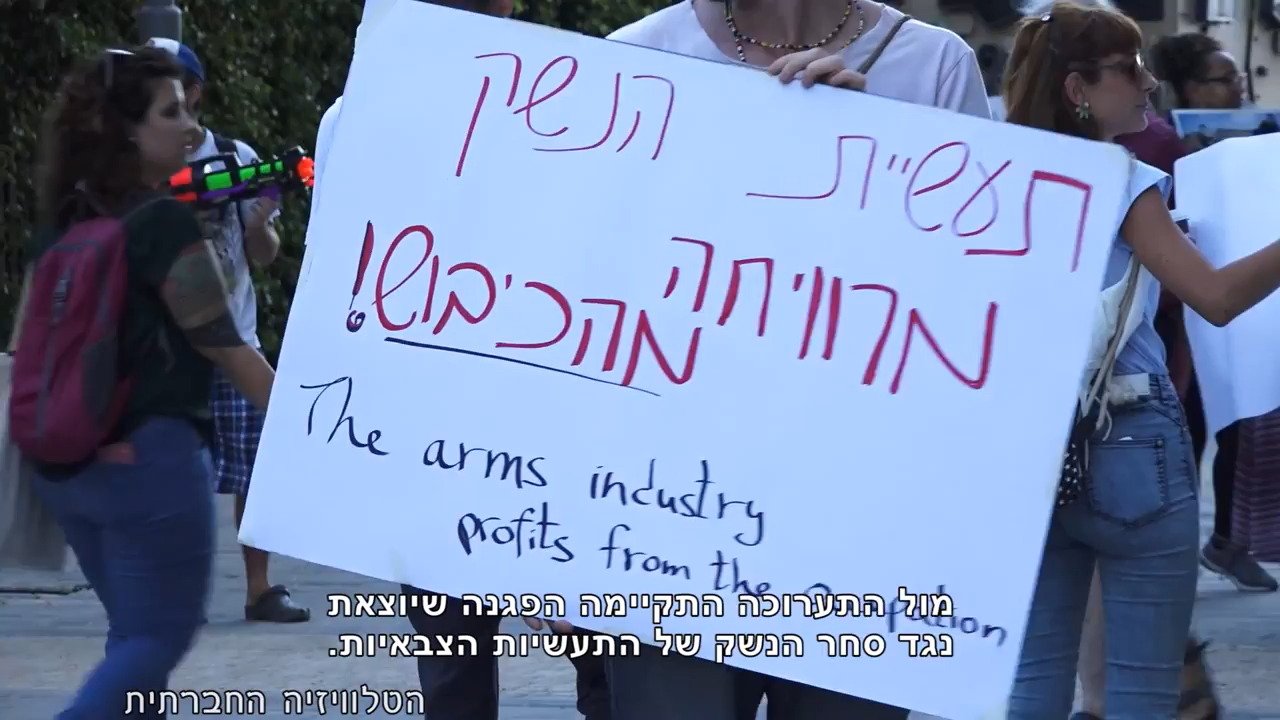 תעשיית הנשק
מרוויחה מהכיבוש!
The arms industry
profits from the
מול התערוכה התקיימה הפגנה שיוצאת
נגד סחר הנשק של התעשיות הצבאיות.
הטלוויזיה החברתית